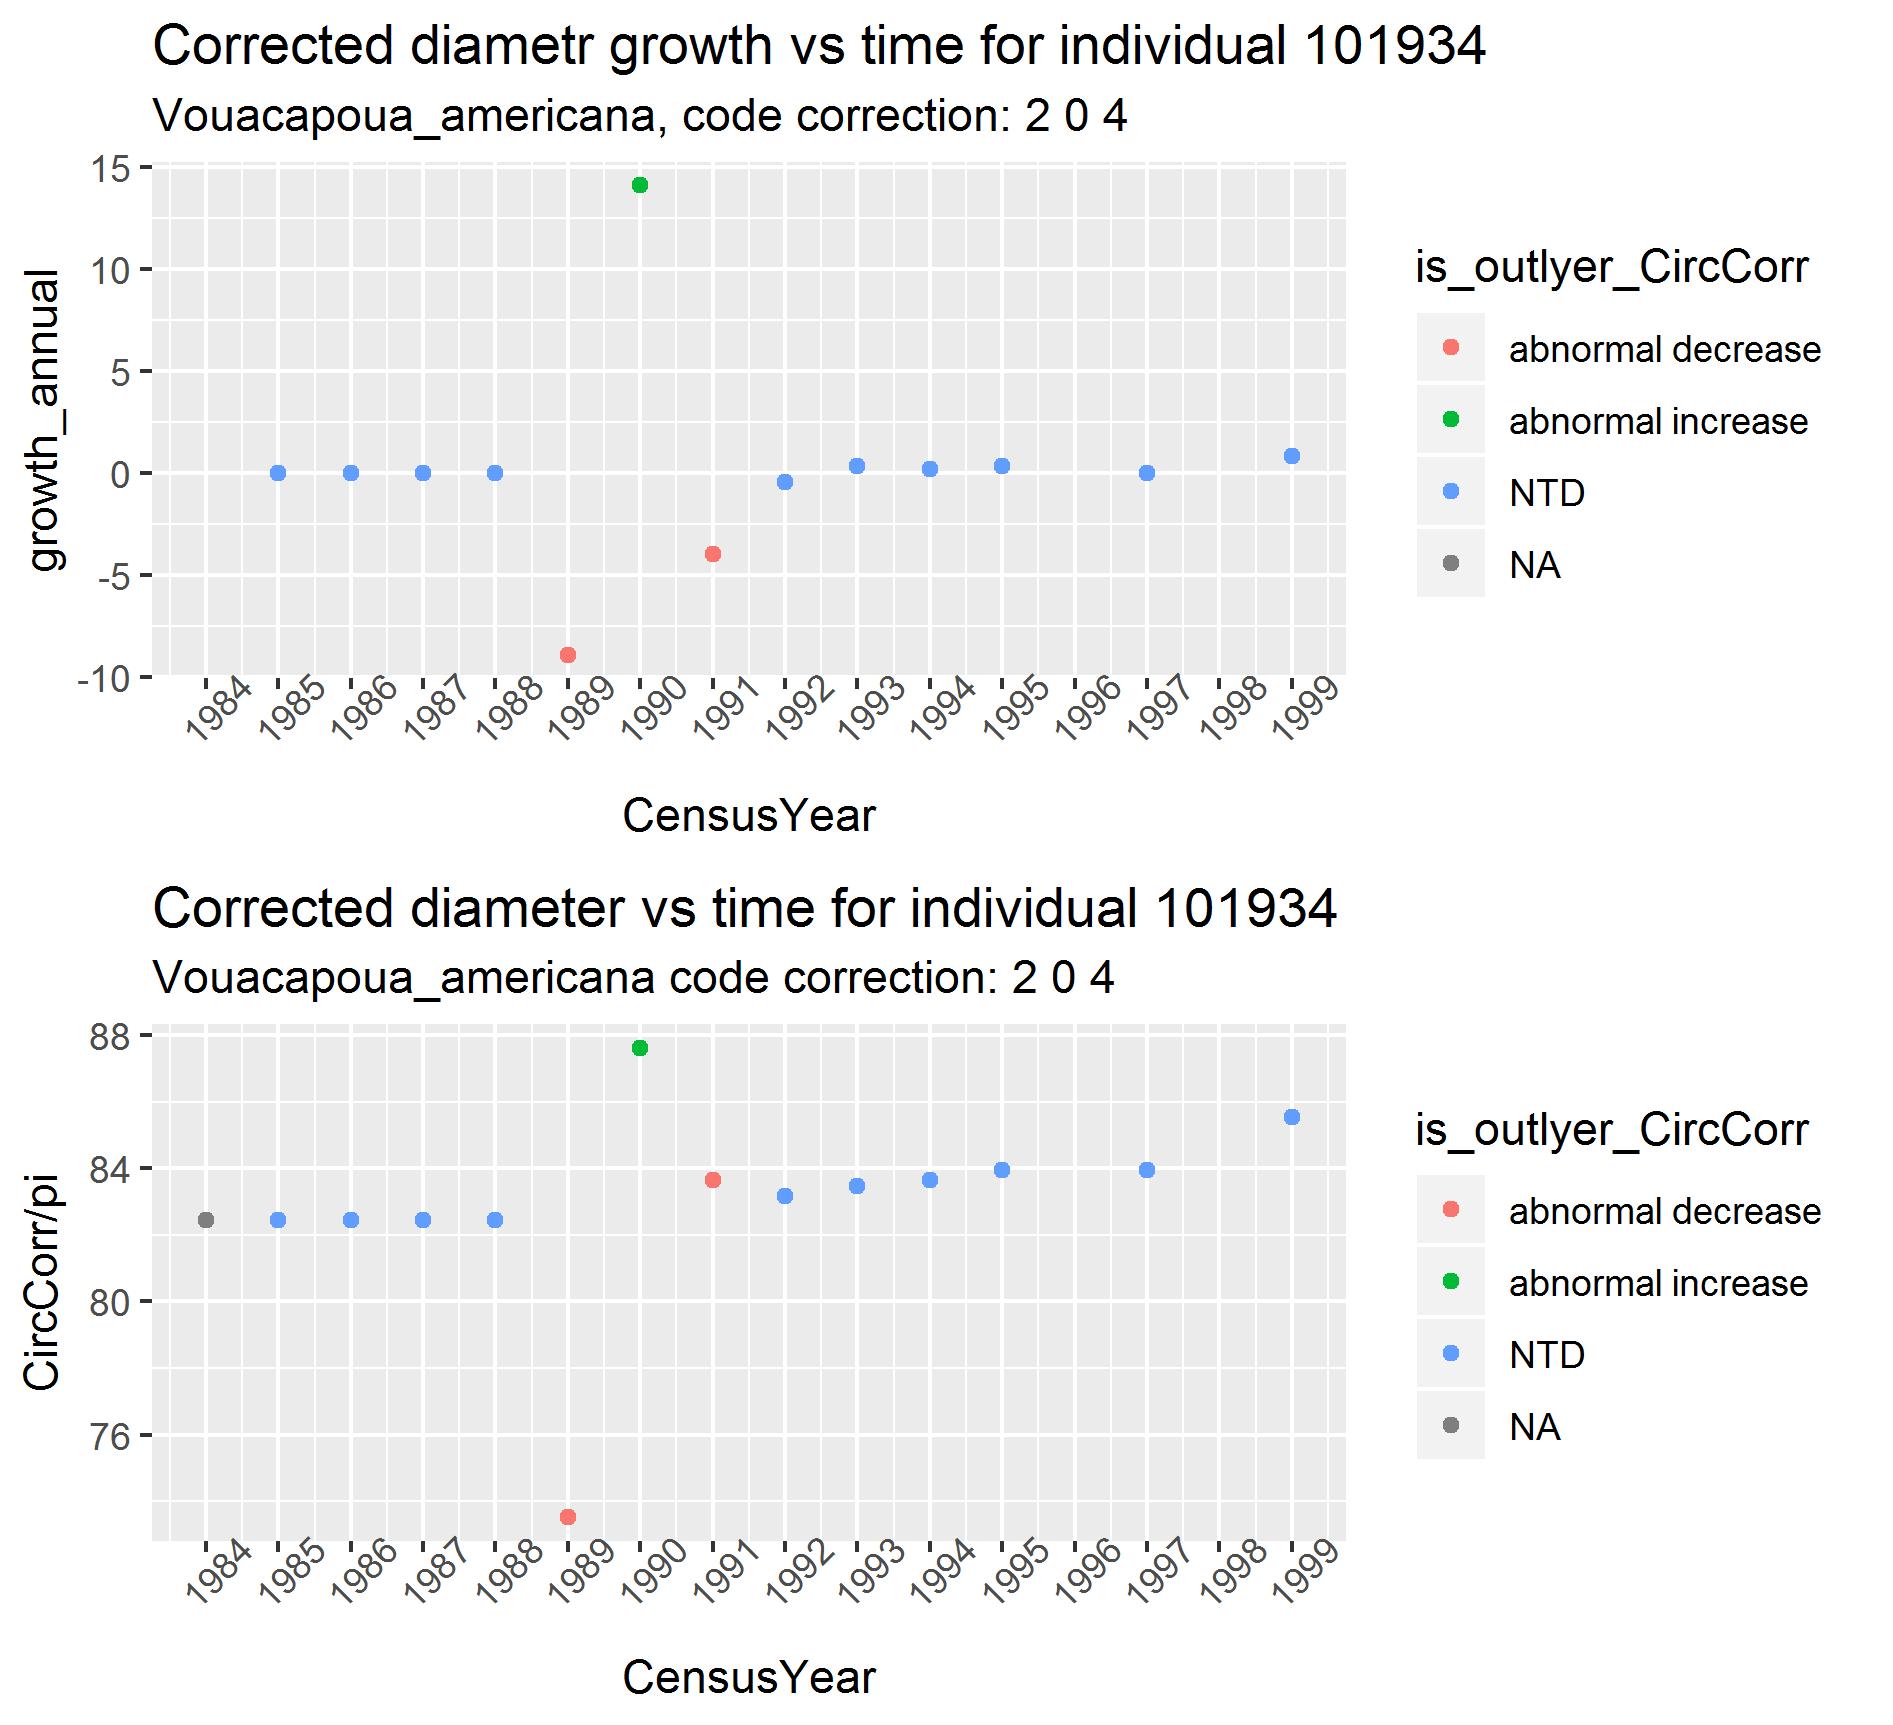 Corrected diametr growth vs time for individual 101934
Vouacapoua_americana, code correction: 2 0 4
15
10
5
0
-5
-10
growth_annual
1984
1985
1986
1987
1988
1989
1990
1991
1992
1993
1994
1995
1996
1997
1998
1999
CensusYear
is_outlyer_CircCorr
abnormal decrease
abnormal increase
NTD
NA
Corrected diameter vs time for individual 101934
Vouacapoua_americana code correction: 2 0 4
88
84
80
76
CircCorr/pi
1984
1985
1986
1987
1988
1989
1990
1991
1992
1993
1994
1995
1996
1997
1998
1999
CensusYear
is_outlyer_CircCorr
abnormal decrease
abnormal increase
NTD
NA